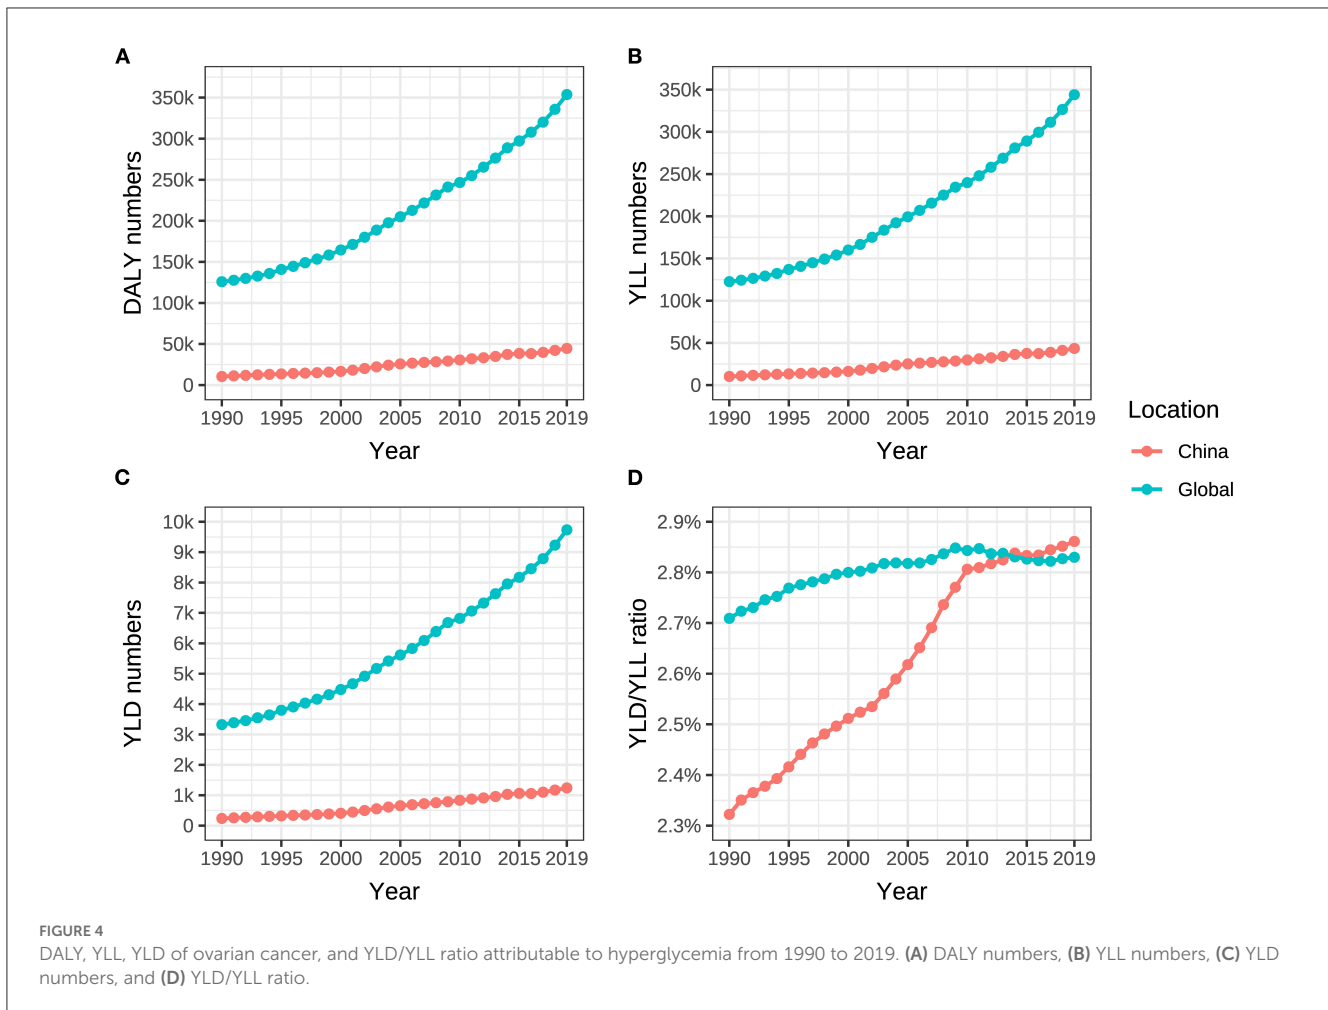 A
DALY numbers
350k
300k
250k
200k
150k
100k
50k
0
1990 1995 2000 2005 2010 2015 2019
Year
B
YLL numbers
350k
300k
250k
200k
150k
100k
50k
0
1990 1995 2000 2005 2010 2015 2019
Year
Location
China
Global
C
YLD numbers
10k
9k
8k
7k
6k
5k
4k
3k
2k
1k
0
1990 1995 2000 2005 2010 2015 2019
Year
D
YLD/YLL ratio
2.9%
2.8%
2.7%
2.6%
2.5%
2.4%
2.3%
1990 1995 2000 2005 2010 2015 2019
Year
FIGURE 4
DALY, YLL, YLD of ovarian cancer, and YLD/YLL ratio attributable to hyperglycemia from 1990 to 2019. (A) DALY numbers, (B) YLL numbers, (C) YLD
numbers, and (D) YLD/YLL ratio.